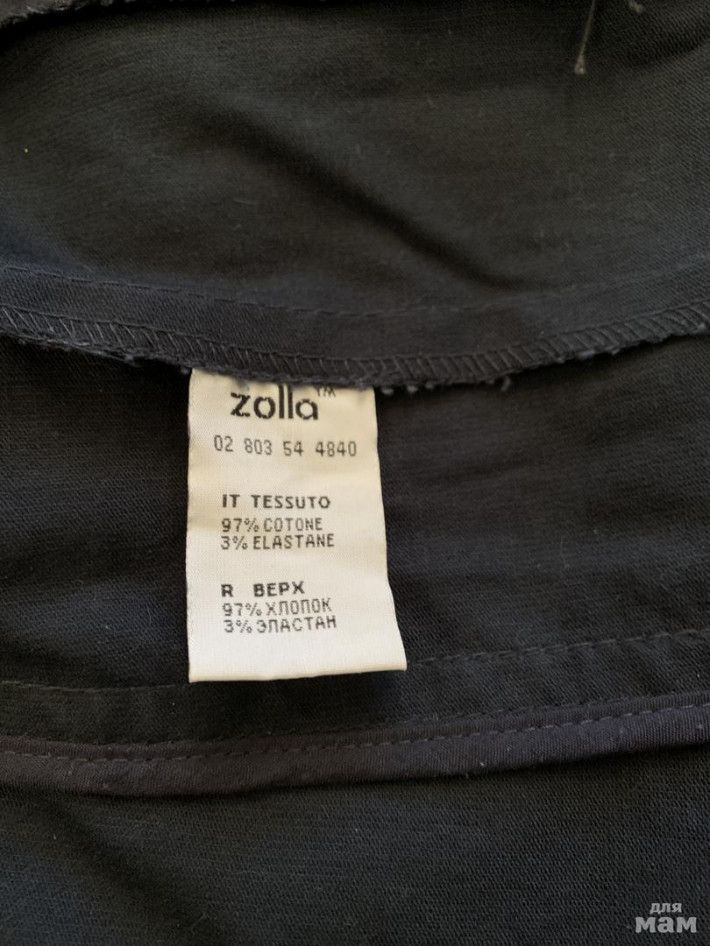 zolla™
02 803 54 4840
IT TESSUTO
97% COTONE
3% ELASTANE
R ВЕРХ
97% ХЛОПОК
3% ЭЛАСТАН
для
мам